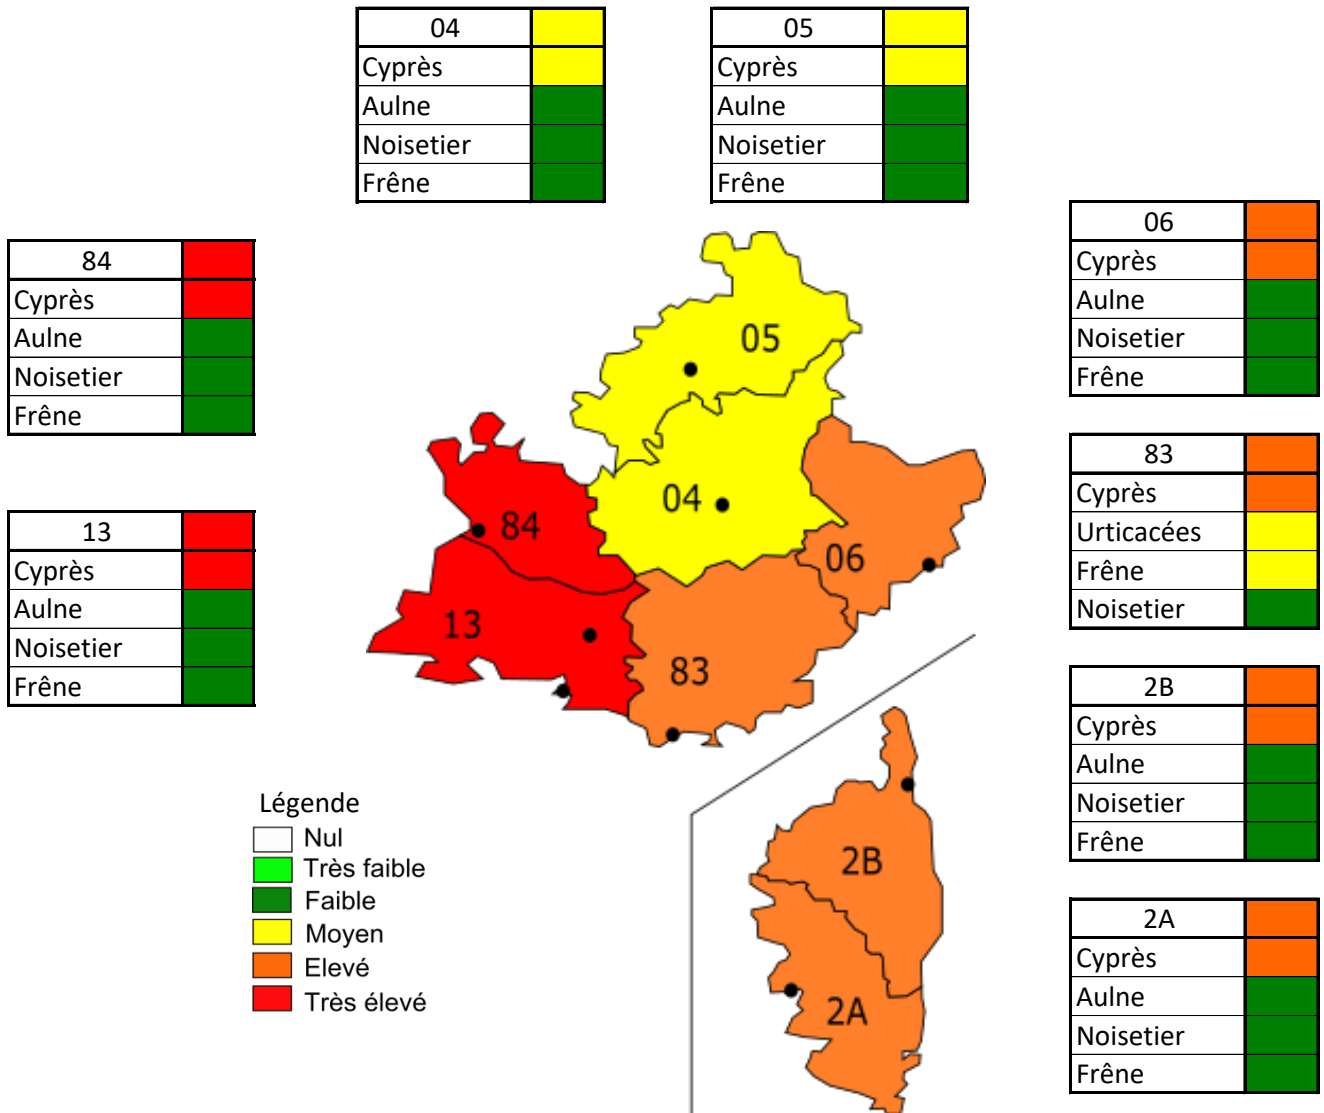 04
Cyprès
Aulne
Noisetier
Frêne
05
Cyprès
Aulne
Noisetier
Frêne
84
Cyprès
Aulne
Noisetier
Frêne
13
Cyprès
Aulne
Noisetier
Frêne
06
Cyprès
Aulne
Noisetier
Frêne
83
Cyprès
Urticacées
Frêne
Noisetier
2B
Cyprès
Aulne
Noisetier
Frêne
2A
Cyprès
Aulne
Noisetier
Frêne
05
04
84
06
13
83
2B
2A
Légende
Nul
Très faible
Faible
Moyen
Elevé
Très élevé